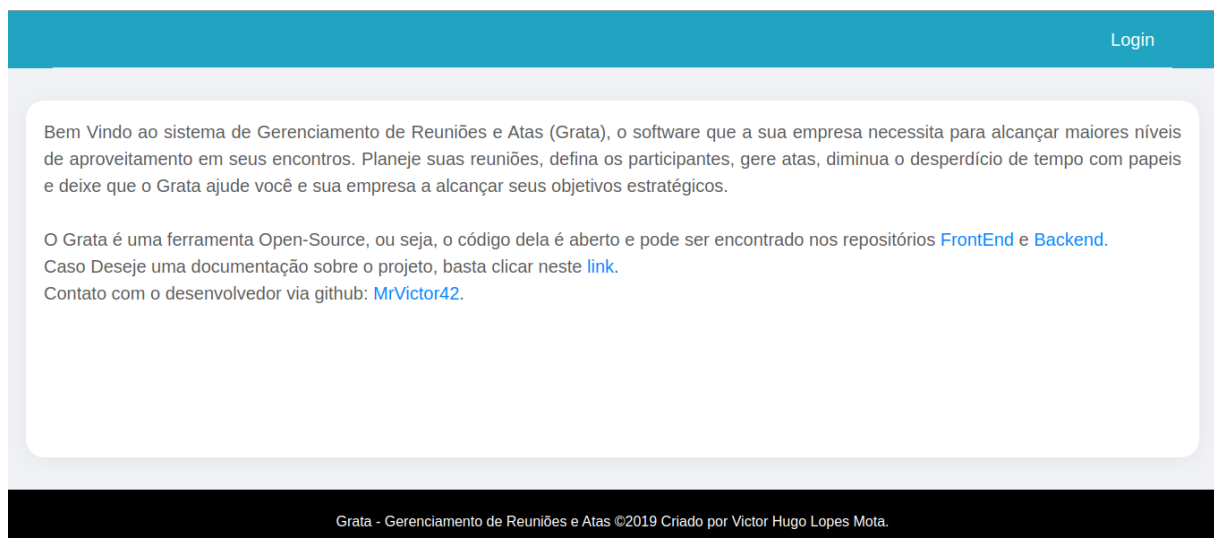 Login
Bem Vindo ao sistema de Gerenciamento de Reuniões e Atas (Grata), o software que a sua empresa necessita para alcançar maiores níveis
de aproveitamento em seus encontros. Planeje suas reuniões, defina os participantes, gere atas, diminua o desperdício de tempo com papeis
e deixe que o Grata ajude você e sua empresa a alcançar seus objetivos estratégicos.
O Grata é uma ferramenta Open-Source, ou seja, o código dela é aberto e pode ser encontrado nos repositórios FrontEnd e Backend.
Caso Deseje uma documentação sobre o projeto, basta clicar neste link.
Contato com o desenvolvedor via github: MrVictor42.
Grata - Gerenciamento de Reuniões e Atas ©2019 Criado por Victor Hugo Lopes Mota.